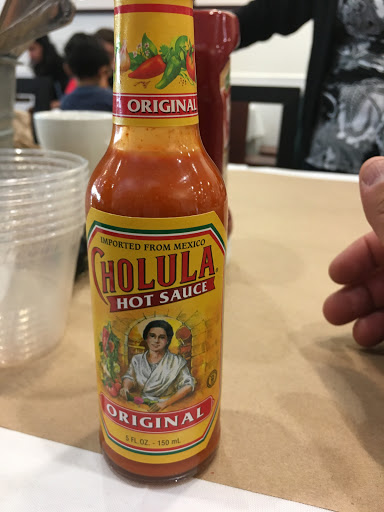 ORIGINAL
IMPORTED FROM MEXICO
CHOLULA®
HOT SAUCE
ORIGINAL
5 FL OZ. - 150 mL